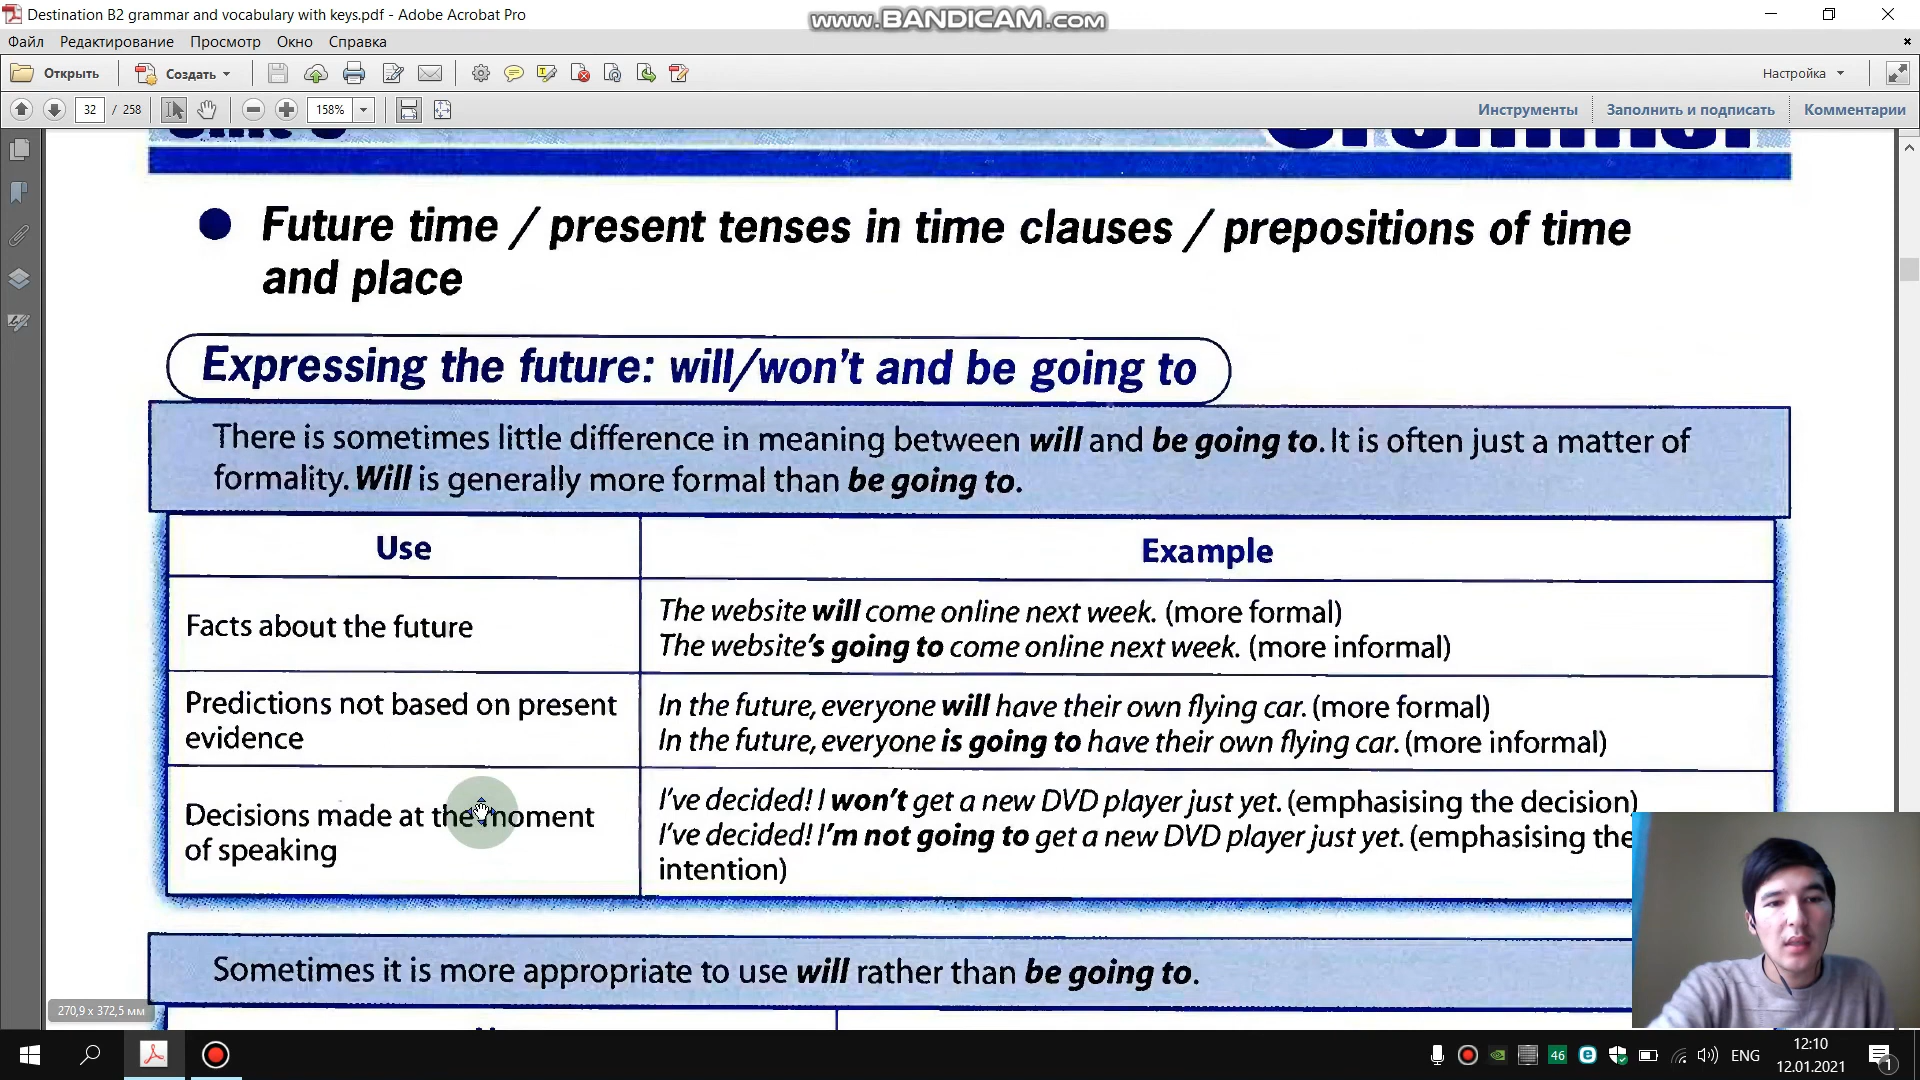 Destination B2 grammar and vocabulary with keys.pdf - Adobe Acrobat Pro
www.BANDICAM.com
Файл Редактирование Просмотр Окно Справка
Открыть Создать Настройка
32 / 258 158% Инструменты Заполнить и подписать Комментарии
Future time / present tenses in time clauses / prepositions of time
and place
Expressing the future: will/won't and be going to
There is sometimes little difference in meaning between will and be going to. It is often just a matter of
formality. Will is generally more formal than be going to.
Use Example
Facts about the future
The website will come online next week. (more formal)
The website's going to come online next week. (more informal)
Predictions not based on present
evidence
In the future, everyone will have their own flying car. (more formal)
In the future, everyone is going to have their own flying car. (more informal)
Decisions made at the moment
of speaking
I've decided! I won't get a new DVD player just yet. (emphasising the decision)
I've decided! I'm not going to get a new DVD player just yet. (emphasising the
intention)
Sometimes it is more appropriate to use will rather than be going to.
270,9 x 372,5 мм
46 ENG 12:10
12.01.2021
1